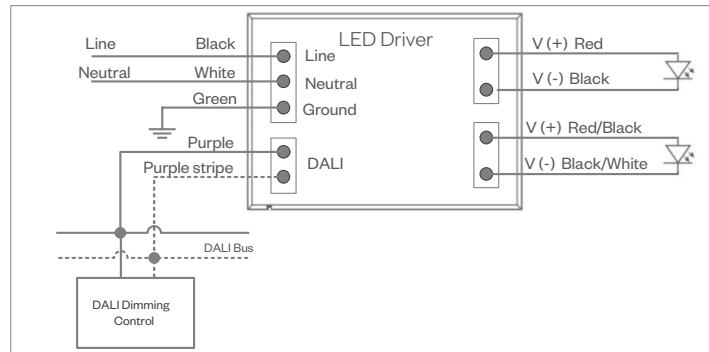 LED Driver
Line Black Line
Neutral White Neutral
Green Ground
Purple
DALI
Purple stripe
V (+) Red
V (-) Black
V (+) Red/Black
V (-) Black/White
DALI Bus
DALI Dimming
Control